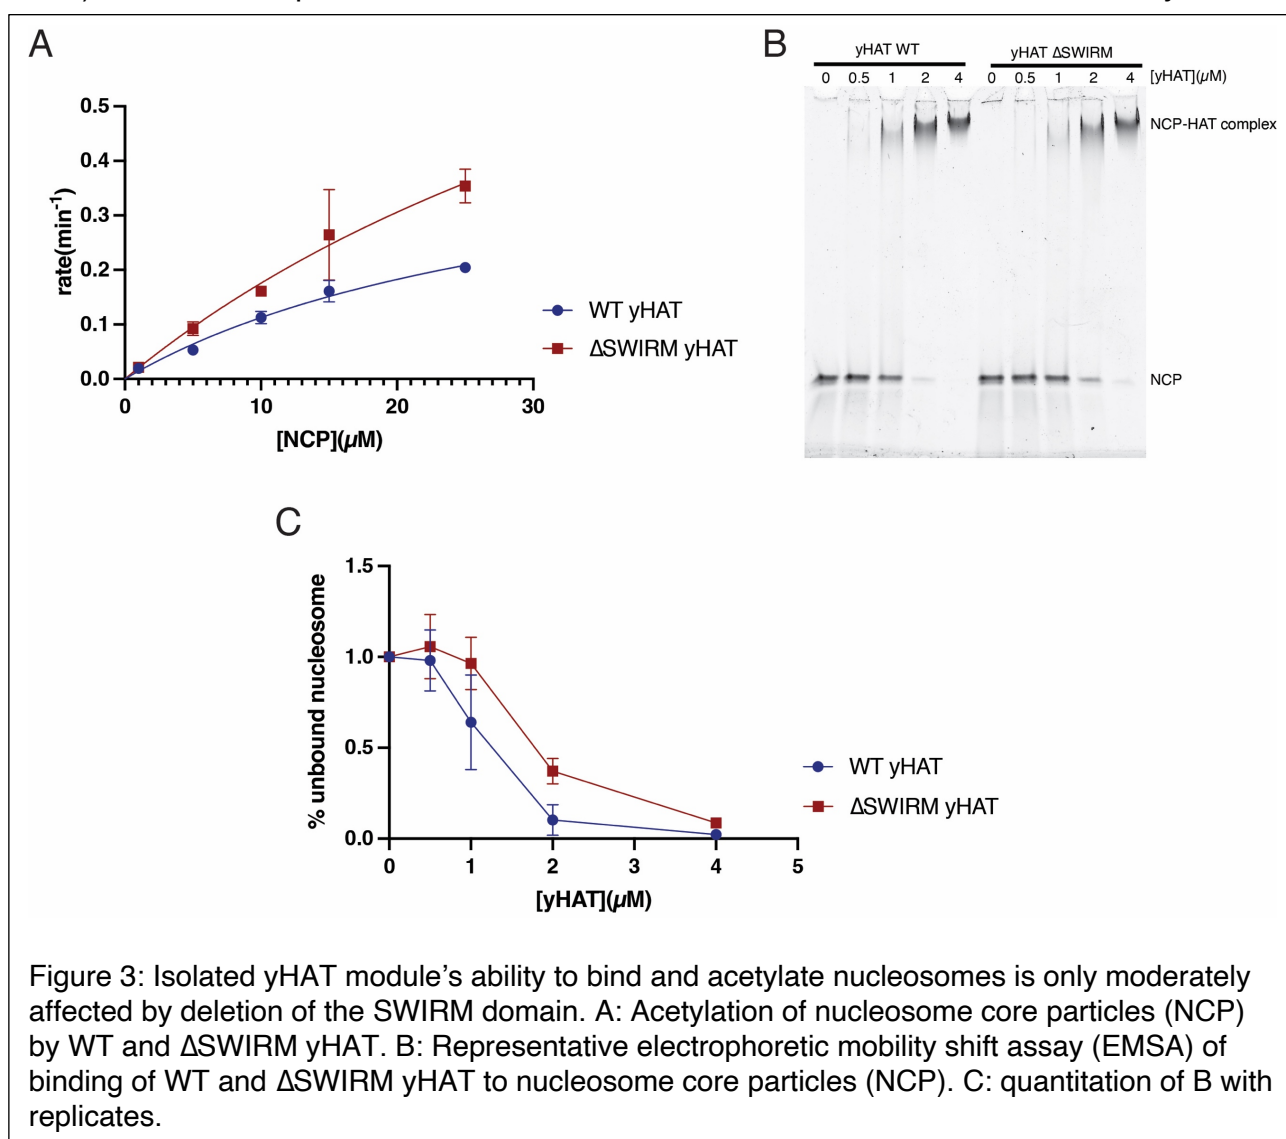 A
0.5
0.4
0.3
0.2
0.1
0.0
rate(min-1)
0 10 20 30
[NCP](µM)
WT yHAT
ΔSWIRM yHAT
B
yHAT WT yHAT ΔSWIRM
0 0.5 1 2 4 0 0.5 1 2 4 [yHAT](µM)
NCP-HAT complex
NCP
C
1.5
1.0
0.5
0.0
% unbound nucleosome
0 1 2 3 4 5
[yHAT](µM)
WT yHAT
ΔSWIRM yHAT
Figure 3: Isolated yHAT module's ability to bind and acetylate nucleosomes is only moderately
affected by deletion of the SWIRM domain. A: Acetylation of nucleosome core particles (NCP)
by WT and ΔSWIRM yHAT. B: Representative electrophoretic mobility shift assay (EMSA) of
binding of WT and ΔSWIRM yHAT to nucleosome core particles (NCP). C: quantitation of B with
replicates.